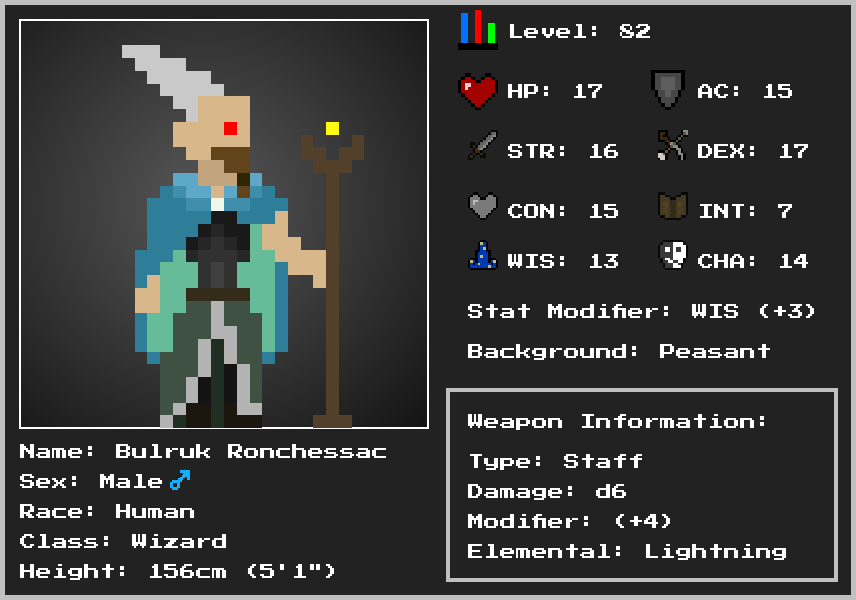 Level: 82
HP: 17
AC: 15
STR: 16
DEX: 17
CON: 15
INT: 7
WIS: 13
CHA: 14
Stat Modifier: WIS (+3)
Background: Peasant
Weapon Information:
Type: Staff
Damage: d6
Modifier: (+4)
Elemental: Lightning
Name: Bulruk Ronchessac
Sex: Male♂
Race: Human
Class: Wizard
Height: 156cm (5'1")